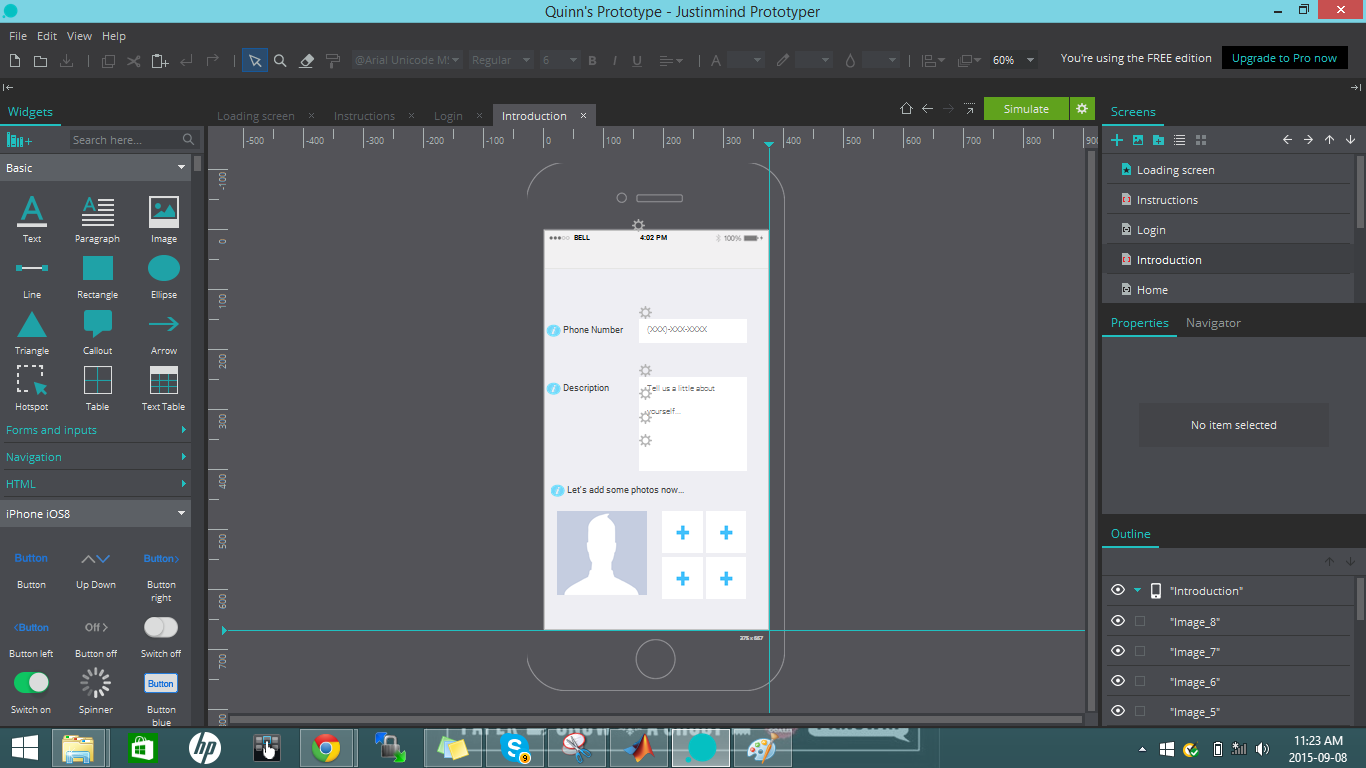 Quinn's Prototype - Justinmind Prototyper
File Edit View Help
@Arial Unicode MS Regular 6 B I U A 60% You're using the FREE edition Upgrade to Pro now
Widgets
Loading screen × Instructions × Login × Introduction ×
Simulate
Screens
Search here...
-500 -400 -300 -200 -100 0 100 200 300 400 500 600 700 800 900
Basic
Text Paragraph Image
Line Rectangle Ellipse
Triangle Callout Arrow
Hotspot Table Text Table
Forms and inputs
Navigation
HTML
iPhone iOS8
Button Button
Button Up Down Button right
Button Off
Button left Button off Switch off
Button
Switch on Spinner Button blue
-100
0
100
200
300
400
500
600
700
800
BELL 4:02 PM 100%
Phone Number (XXX)-XXX-XXXX
Description Tell us a little about
yourself...
Let's add some photos now...
375 x 667
Loading screen
Instructions
Login
Introduction
Home
Properties Navigator
No item selected
Outline
"Introduction"
"Image_8"
"Image_7"
"Image_6"
"Image_5"
hp
S 9
11:23 AM
2015-09-08